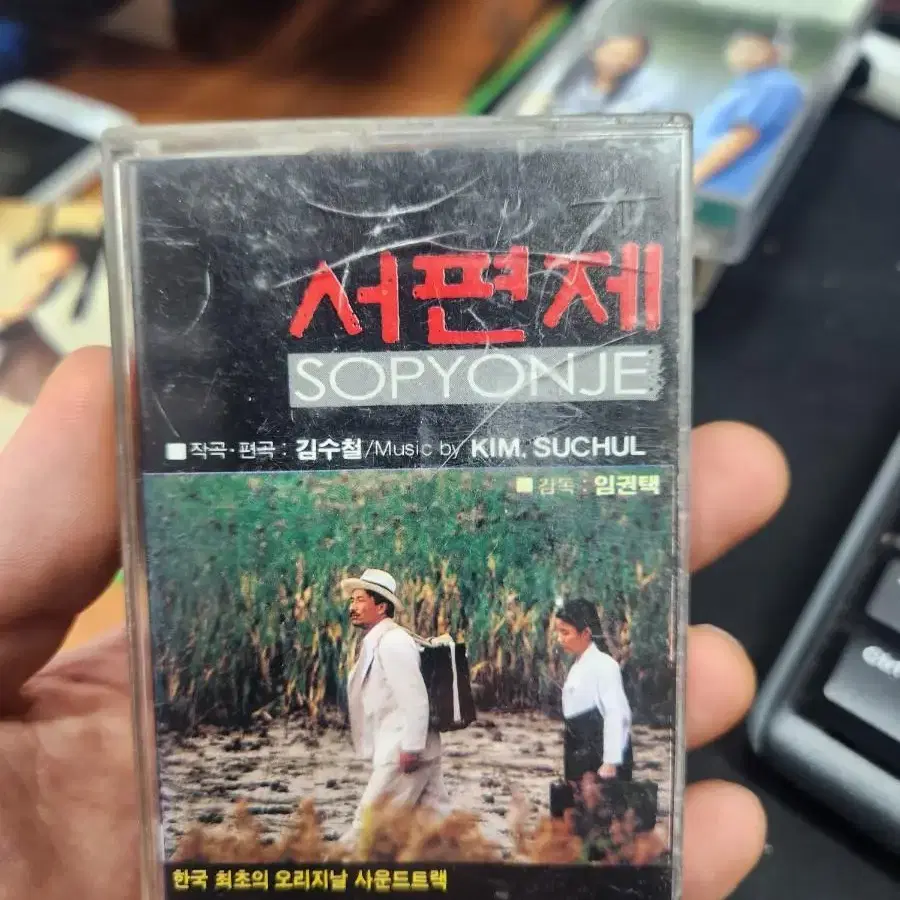 서편제
SOPYONJE
■ 작곡·편곡 : 김수철/Music by KIM, SUCHUL
■ 감독 : 임권택
한국 최초의 오리지날 사운드트랙
Ctrl